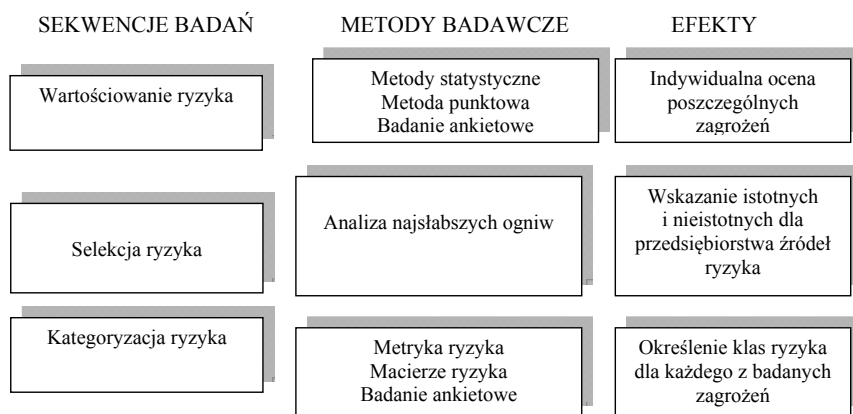 SEKWENCJE BADAŃ
METODY BADAWCZE
EFEKTY
Wartościowanie ryzyka
Metody statystyczne
Metoda punktowa
Badanie ankietowe
Indywidualna ocena
poszczególnych
zagrożeń
Selekcja ryzyka
Analiza najsłabszych ogniw
Wskazanie istotnych
i nieistotnych dla
przedsiębiorstwa źródeł
ryzyka
Kategoryzacja ryzyka
Metryka ryzyka
Macierze ryzyka
Badanie ankietowe
Określenie klas ryzyka
dla każdego z badanych
zagrożeń